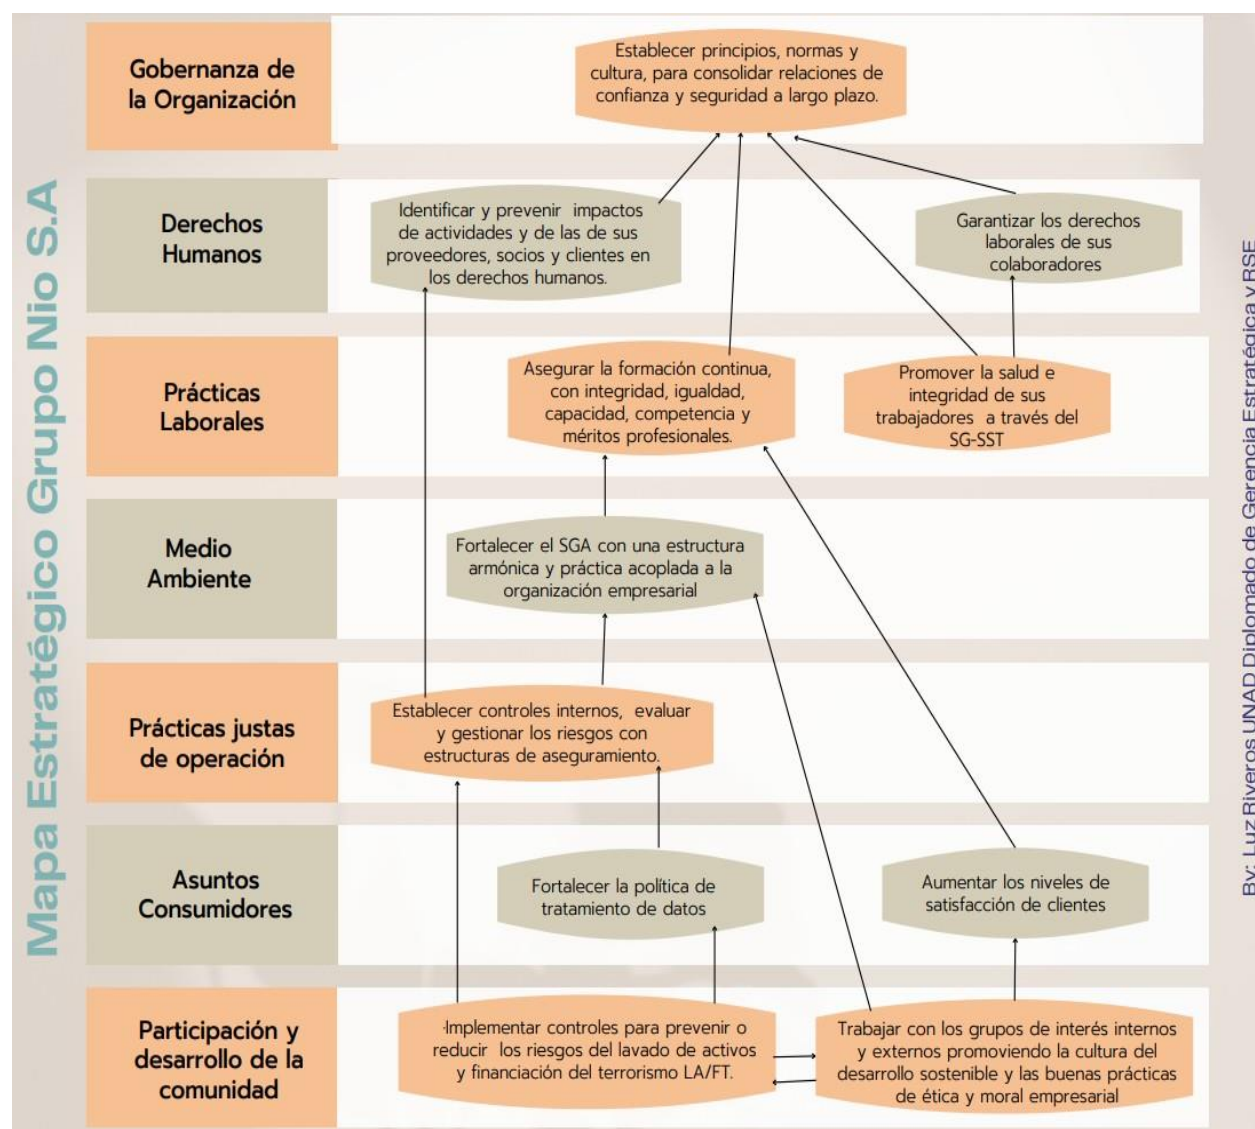 Mapa Estratégico Grupo Nio S.A
Gobernanza de
la Organización
Establecer principios, normas y
cultura, para consolidar relaciones de
confianza y seguridad a largo plazo.
Derechos
Humanos
Identificar y prevenir impactos
de actividades y de las de sus
proveedores, socios y clientes en
los derechos humanos.
Garantizar los derechos
laborales de sus
colaboradores
Prácticas
Laborales
Asegurar la formación continua,
con integridad, igualdad,
capacidad, competencia y
méritos profesionales.
Promover la salud e
integridad de sus
trabajadores a través del
SG-SST
Medio
Ambiente
Fortalecer el SGA con una estructura
armónica y práctica acoplada a la
organización empresarial
Prácticas justas
de operación
Establecer controles internos, evaluar
y gestionar los riesgos con
estructuras de aseguramiento.
Asuntos
Consumidores
Fortalecer la política de
tratamiento de datos
Aumentar los niveles de
satisfacción de clientes
Participación y
desarrollo de la
comunidad
·Implementar controles para prevenir o
reducir los riesgos del lavado de activos
y financiación del terrorismo LA/FT.
Trabajar con los grupos de interés internos
y externos promoviendo la cultura del
desarrollo sostenible y las buenas prácticas
de ética y moral empresarial
By: Luz Riveros UNAD Diplomado de Gerencia Estratégica y RSE